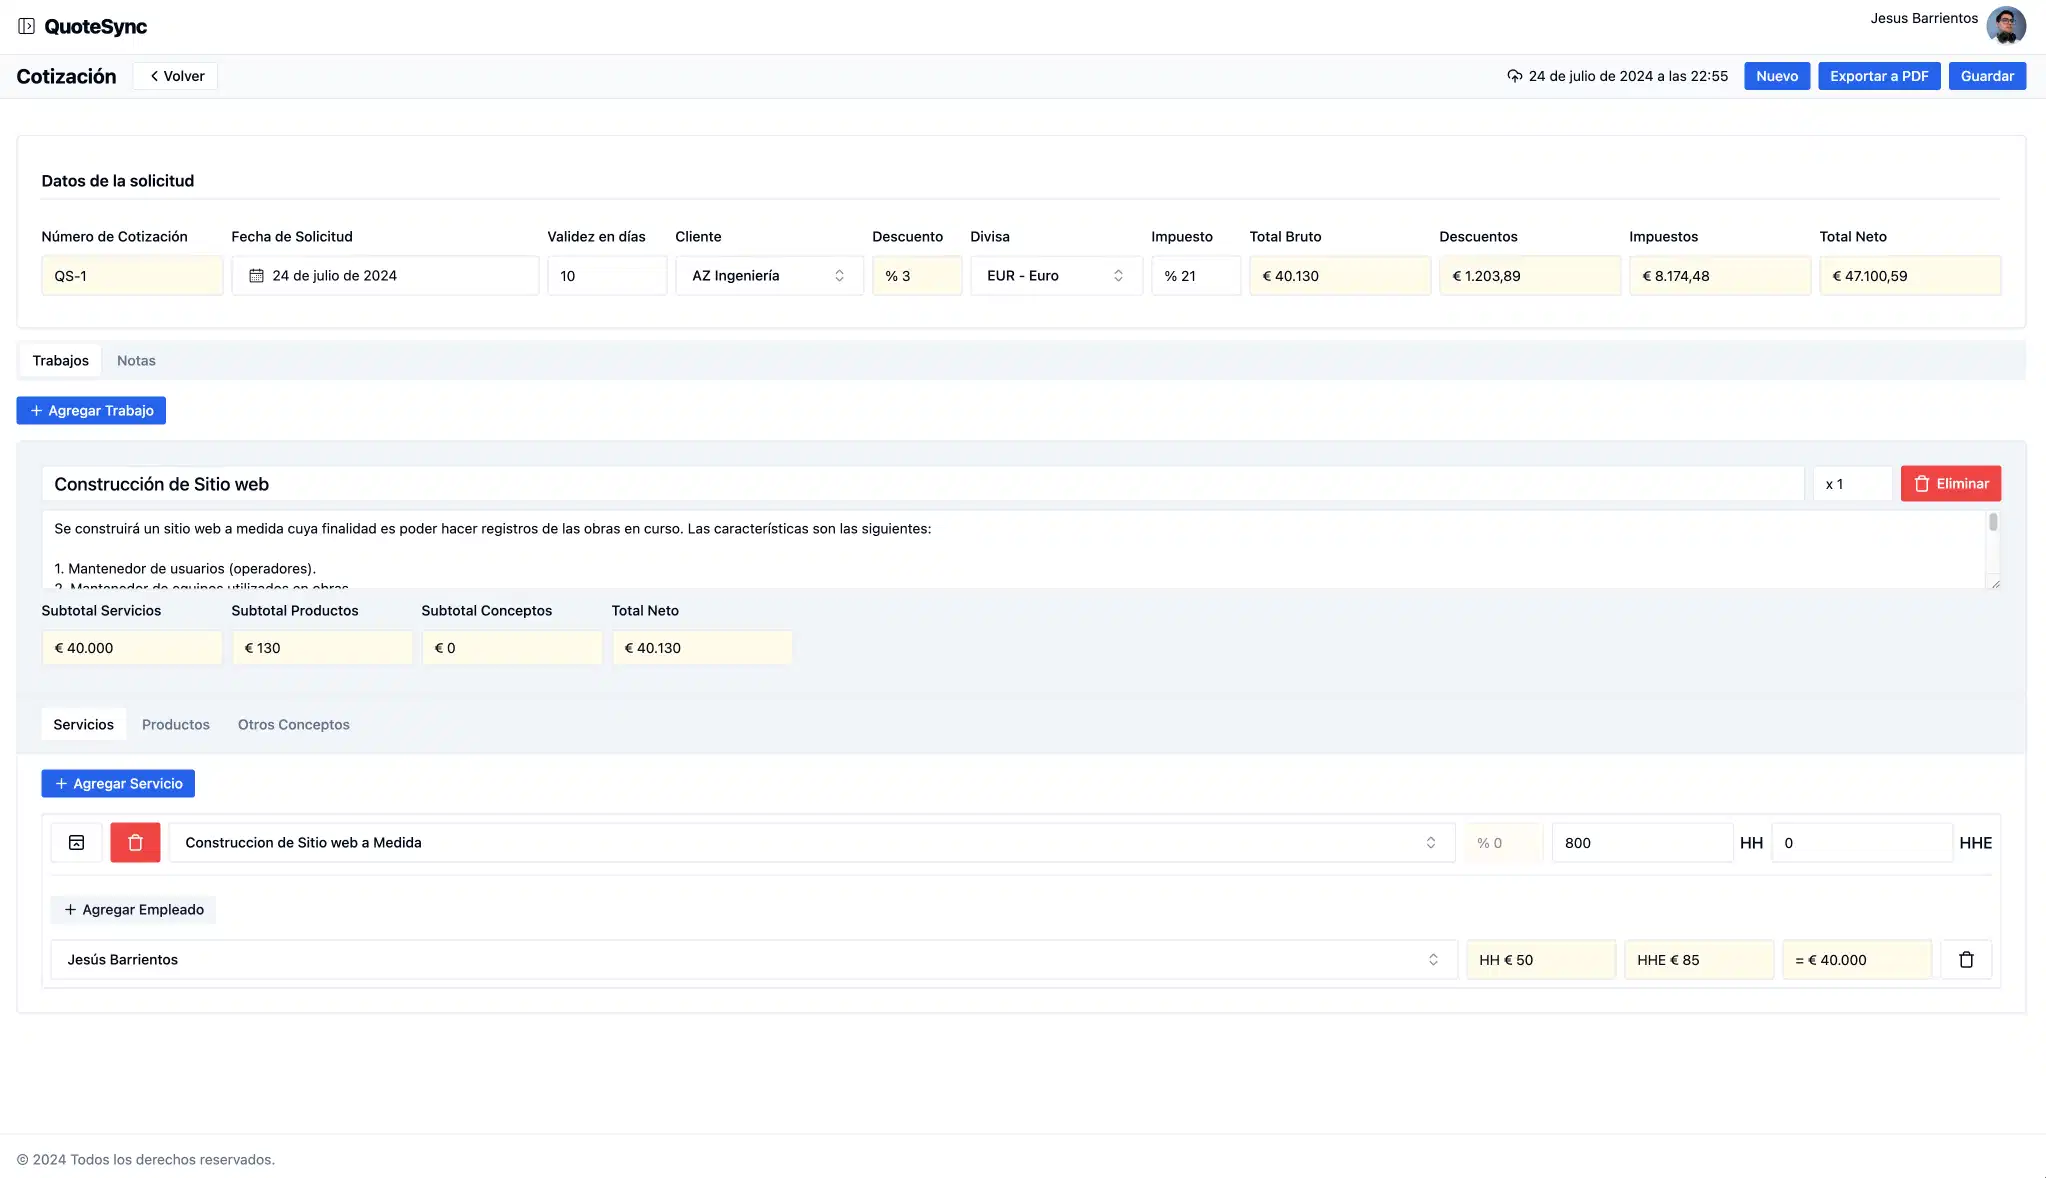 QuoteSync
Jesus Barrientos
Cotización
Volver
24 de julio de 2024 a las 22:55
Nuevo
Exportar a PDF
Guardar
Datos de la solicitud
Número de Cotización Fecha de Solicitud Validez en días Cliente Descuento Divisa Impuesto Total Bruto Descuentos Impuestos Total Neto
QS-1 24 de julio de 2024 10 AZ Ingeniería % 3 EUR - Euro % 21 € 40.130 € 1.203,89 € 8.174,48 € 47.100,59
Trabajos Notas
+ Agregar Trabajo
Construcción de Sitio web x 1 Eliminar
Se construirá un sitio web a medida cuya finalidad es poder hacer registros de las obras en curso. Las características son las siguientes:
1. Mantenedor de usuarios (operadores).
2. Mantenedor de equipos utilizados en obras
Subtotal Servicios Subtotal Productos Subtotal Conceptos Total Neto
€ 40.000 € 130 € 0 € 40.130
Servicios Productos Otros Conceptos
+ Agregar Servicio
Construccion de Sitio web a Medida % 0 800 HH 0 HHE
+ Agregar Empleado
Jesús Barrientos HH € 50 HHE € 85 = € 40.000
© 2024 Todos los derechos reservados.